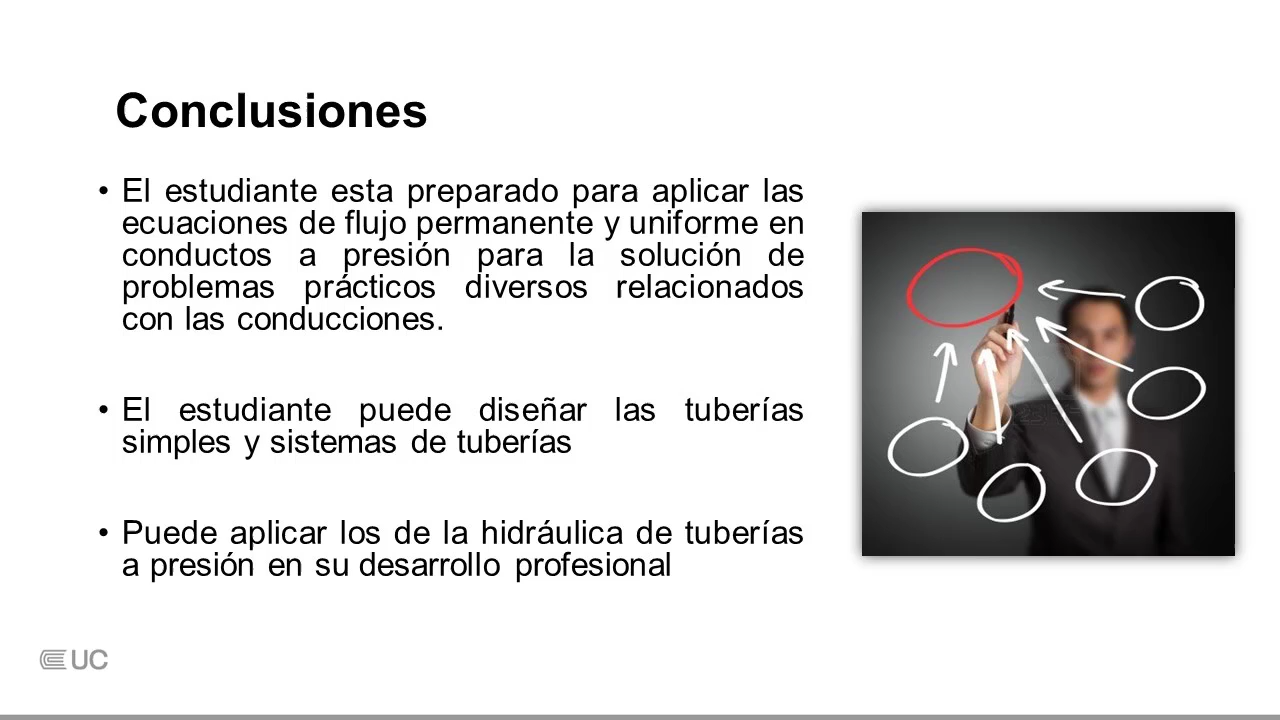 Conclusiones
• El estudiante esta preparado para aplicar las
ecuaciones de flujo permanente y uniforme en
conductos a presión para la solución de
problemas prácticos diversos relacionados
con las conducciones.
• El estudiante puede diseñar las tuberías
simples y sistemas de tuberías
• Puede aplicar los de la hidráulica de tuberías
a presión en su desarrollo profesional
UC